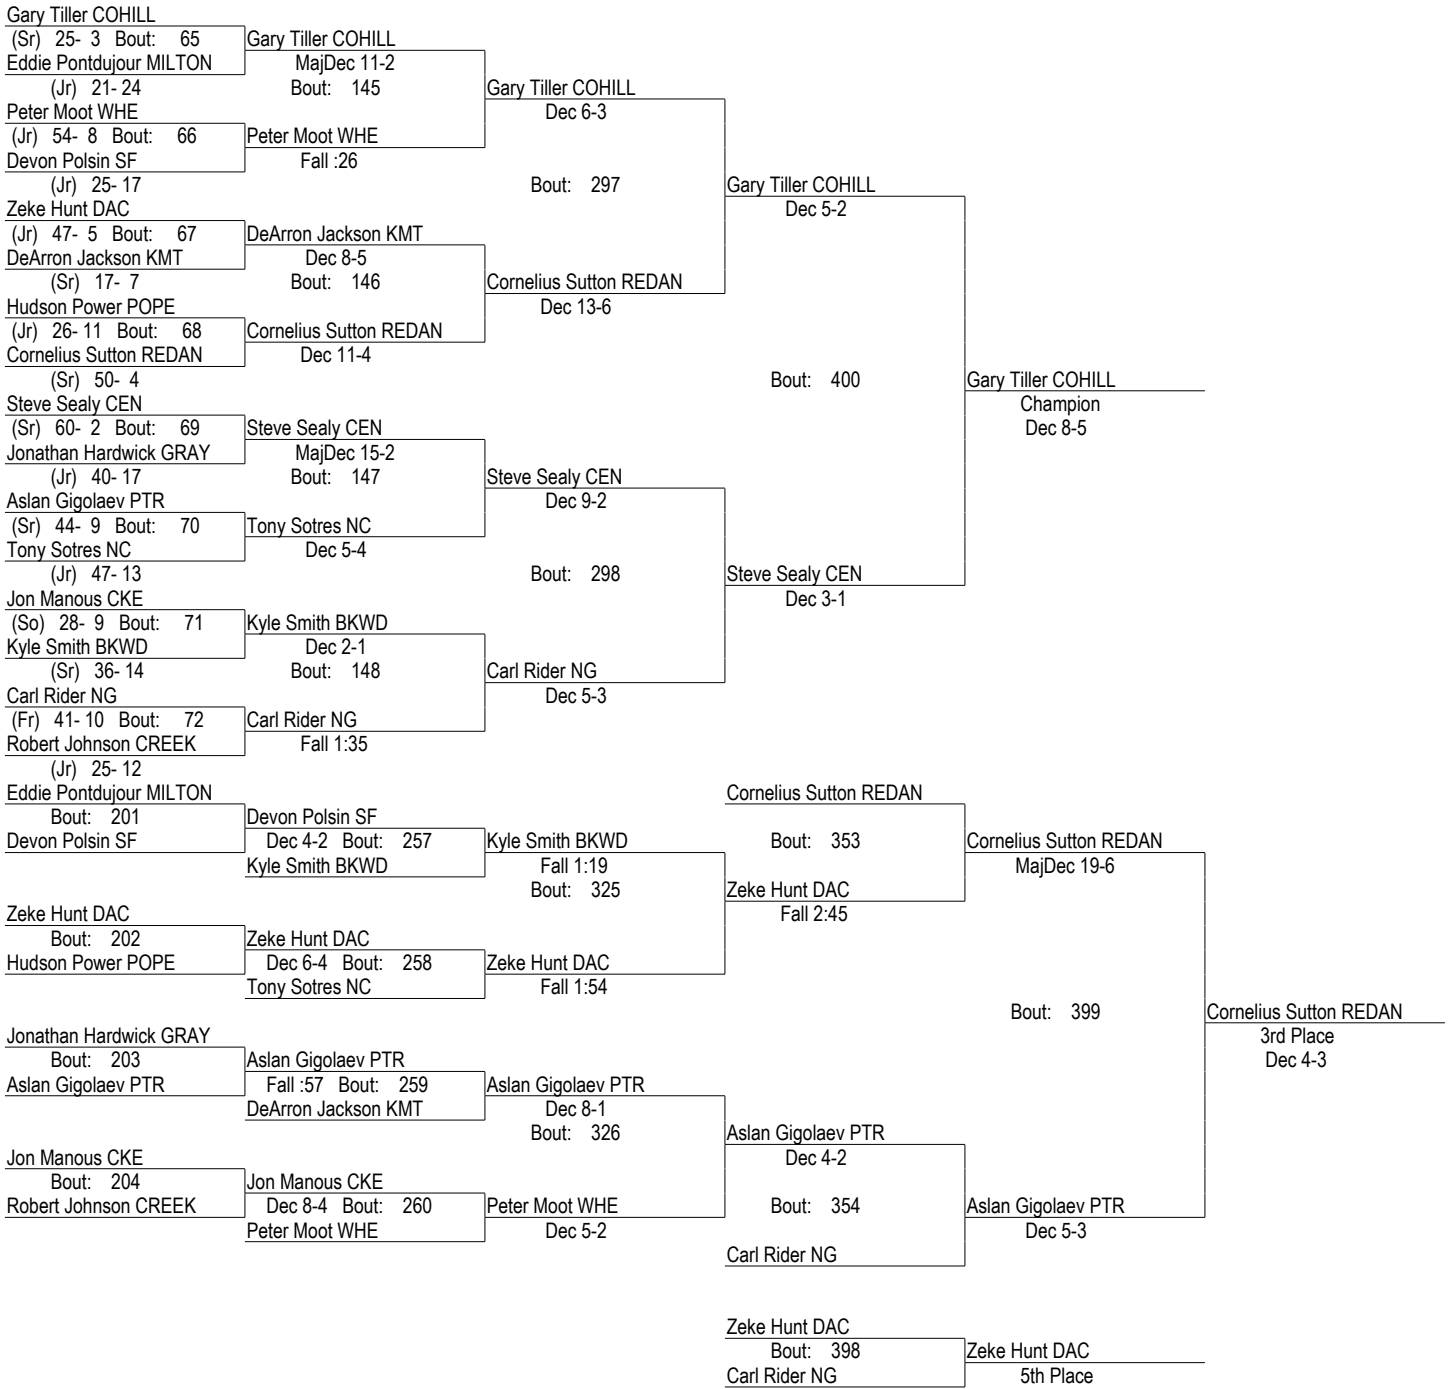 Gary Tiller COHILL
(Sr) 25- 3 Bout: 65
Gary Tiller COHILL
Eddie Pontdujour MILTON
MajDec 11-2
(Jr) 21- 24
Bout: 145
Gary Tiller COHILL
Peter Moot WHE
Dec 6-3
(Jr) 54- 8 Bout: 66
Peter Moot WHE
Devon Polsin SF
Fall :26
(Jr) 25- 17
Bout: 297
Gary Tiller COHILL
Zeke Hunt DAC
Dec 5-2
(Jr) 47- 5 Bout: 67
DeArron Jackson KMT
DeArron Jackson KMT
Dec 8-5
(Sr) 17- 7
Bout: 146
Cornelius Sutton REDAN
Hudson Power POPE
Dec 13-6
(Jr) 26- 11 Bout: 68
Cornelius Sutton REDAN
Cornelius Sutton REDAN
Dec 11-4
(Sr) 50- 4
Bout: 400
Gary Tiller COHILL
Steve Sealy CEN
Champion
(Sr) 60- 2 Bout: 69
Steve Sealy CEN
Dec 8-5
Jonathan Hardwick GRAY
MajDec 15-2
(Jr) 40- 17
Bout: 147
Steve Sealy CEN
Aslan Gigolaev PTR
Dec 9-2
(Sr) 44- 9 Bout: 70
Tony Sotres NC
Tony Sotres NC
Dec 5-4
(Jr) 47- 13
Bout: 298
Steve Sealy CEN
Jon Manous CKE
Dec 3-1
(So) 28- 9 Bout: 71
Kyle Smith BKWD
Kyle Smith BKWD
Dec 2-1
(Sr) 36- 14
Bout: 148
Carl Rider NG
Carl Rider NG
Dec 5-3
(Fr) 41- 10 Bout: 72
Carl Rider NG
Robert Johnson CREEK
Fall 1:35
(Jr) 25- 12
Eddie Pontdujour MILTON
Cornelius Sutton REDAN
Bout: 201
Devon Polsin SF
Devon Polsin SF
Dec 4-2 Bout: 257
Kyle Smith BKWD
Bout: 353
Cornelius Sutton REDAN
Kyle Smith BKWD
Fall 1:19
MajDec 19-6
Bout: 325
Zeke Hunt DAC
Zeke Hunt DAC
Fall 2:45
Bout: 202
Zeke Hunt DAC
Hudson Power POPE
Dec 6-4 Bout: 258
Zeke Hunt DAC
Tony Sotres NC
Fall 1:54
Bout: 399
Cornelius Sutton REDAN
Jonathan Hardwick GRAY
3rd Place
Bout: 203
Aslan Gigolaev PTR
Dec 4-3
Aslan Gigolaev PTR
Fall :57 Bout: 259
Aslan Gigolaev PTR
DeArron Jackson KMT
Dec 8-1
Bout: 326
Aslan Gigolaev PTR
Jon Manous CKE
Dec 4-2
Bout: 204
Jon Manous CKE
Robert Johnson CREEK
Dec 8-4 Bout: 260
Peter Moot WHE
Bout: 354
Aslan Gigolaev PTR
Peter Moot WHE
Dec 5-2
Dec 5-3
Carl Rider NG
Zeke Hunt DAC
Bout: 398
Zeke Hunt DAC
Carl Rider NG
5th Place